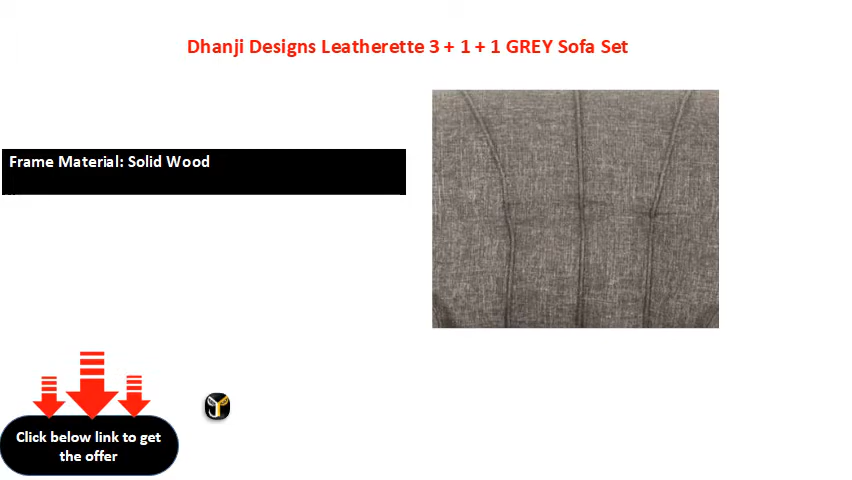 Dhanji Designs Leatherette 3 + 1 + 1 GREY Sofa Set
Frame Material: Solid Wood
Click below link to get
the offer